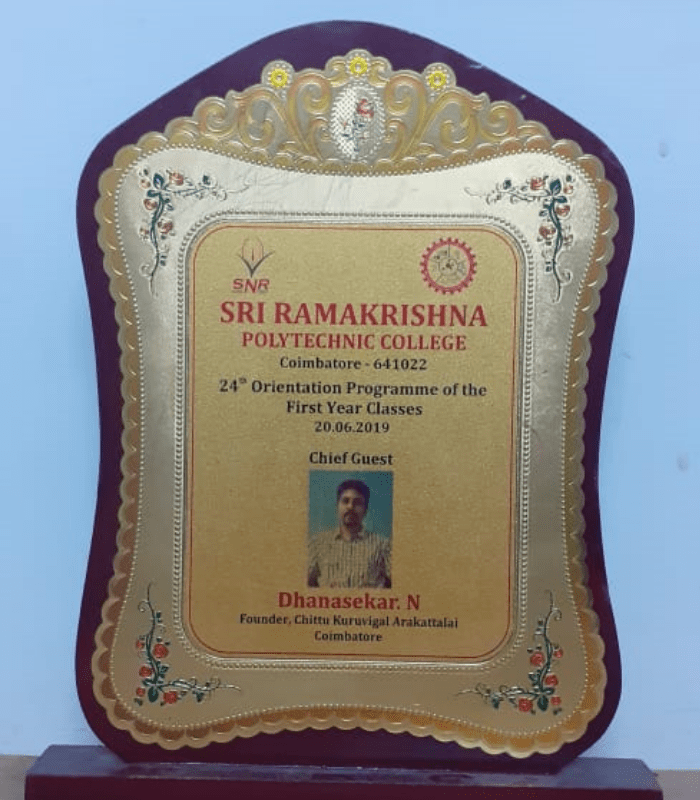 SNR
SRI RAMAKRISHNA
POLYTECHNIC COLLEGE
Coimbatore - 641022
24th Orientation Programme of the
First Year Classes
20.06.2019
Chief Guest
Dhanasekar. N
Founder, Chittu Kuruvigal Arakattalai
Coimbatore